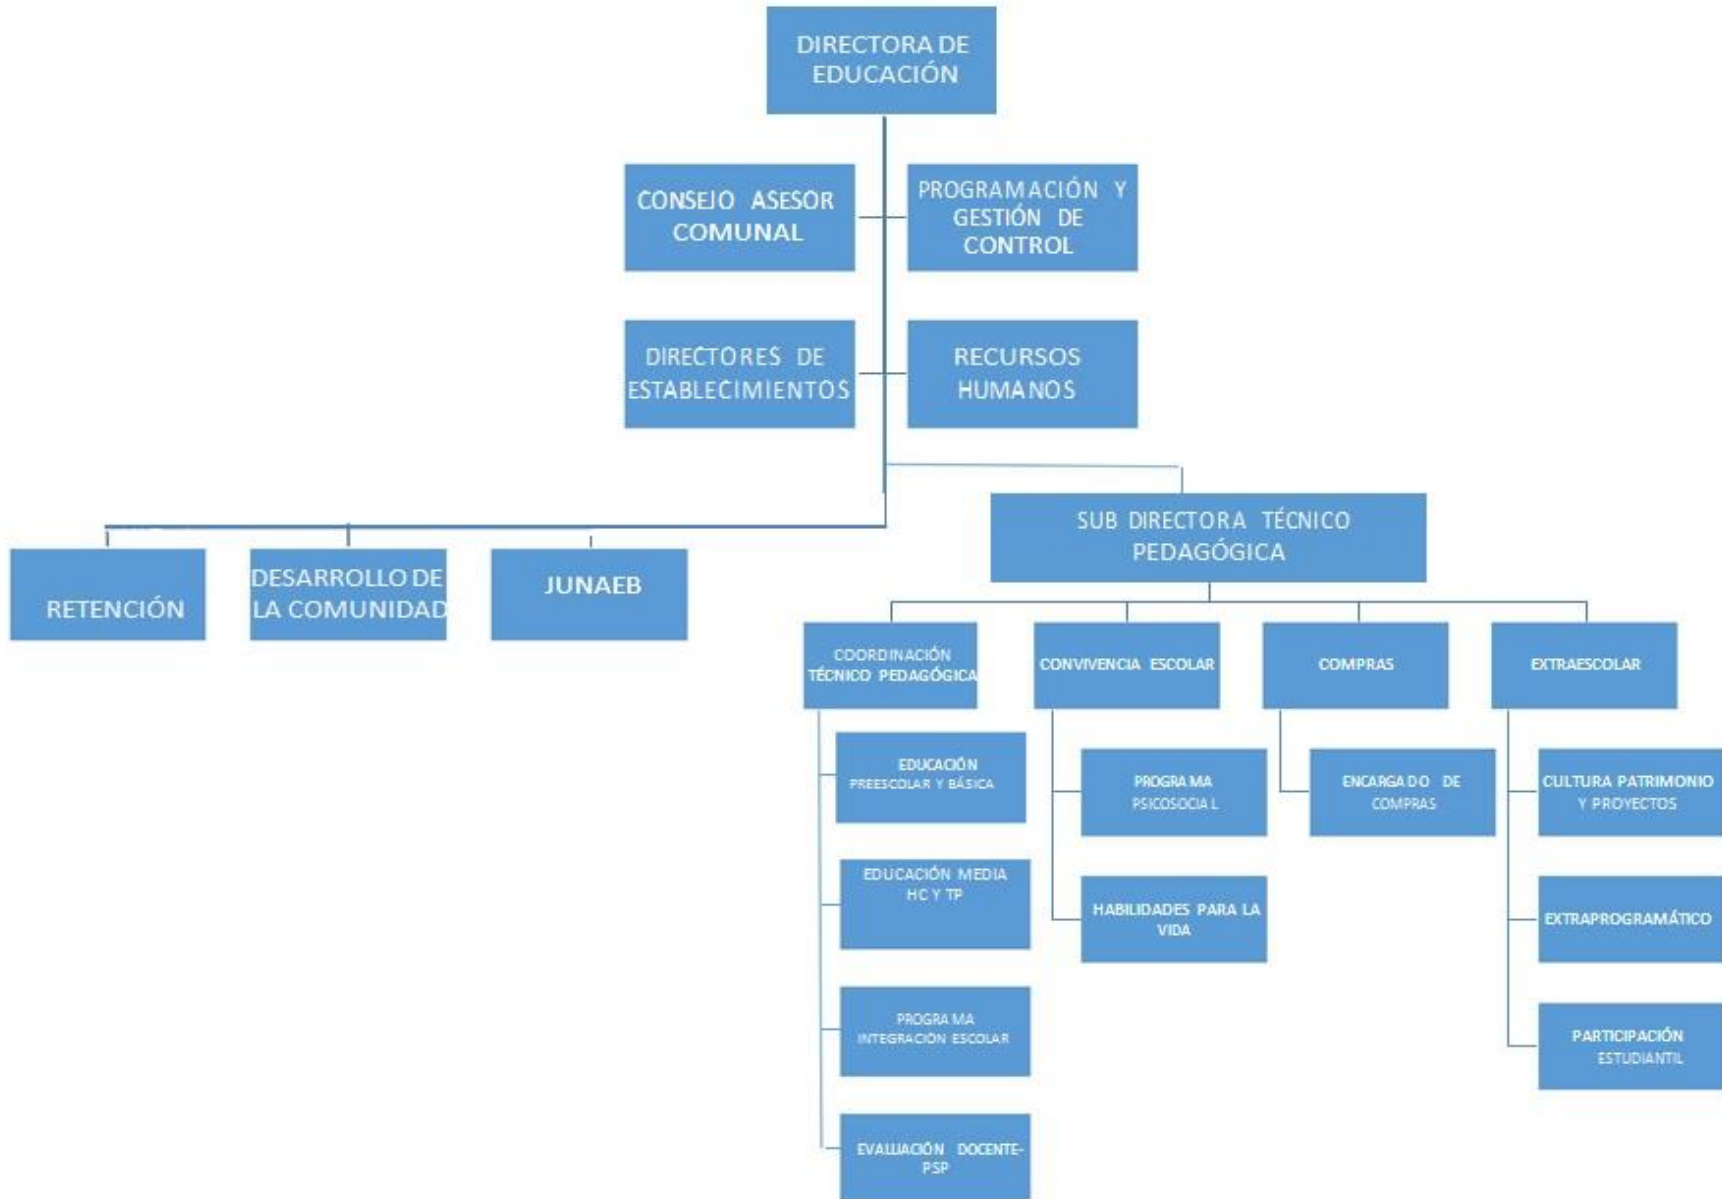 DIRECTORA DE
EDUCACIÓN
CONSEJO ASESOR
COMUNAL
PROGRAMACIÓN Y
GESTIÓN DE
CONTROL
DIRECTORES DE
ESTABLECIMIENTOS
RECURSOS
HUMANOS
SUB DIRECTORA TÉCNICO
PEDAGÓGICA
RETENCIÓN
DESARROLLO DE
LA COMUNIDAD
JUNAEB
COORDINACIÓN
TÉCNICO PEDAGÓGICA
CONVIVENCIA ESCOLAR
COMPRAS
EXTRAESCOLAR
EDUCACIÓN
PREESCOLAR Y BÁSICA
EDUCACIÓN MEDIA
HC Y TP
PROGRAMA
INTEGRACIÓN ESCOLAR
EVALUACIÓN DOCENTE-
PSP
PROGRAMA
PSICOSOCIAL
HABILIDADES PARA LA
VIDA
ENCARGADO DE
COMPRAS
CULTURA PATRIMONIO
Y PROYECTOS
EXTRAPROGRAMÁTICO
PARTICIPACIÓN
ESTUDIANTIL